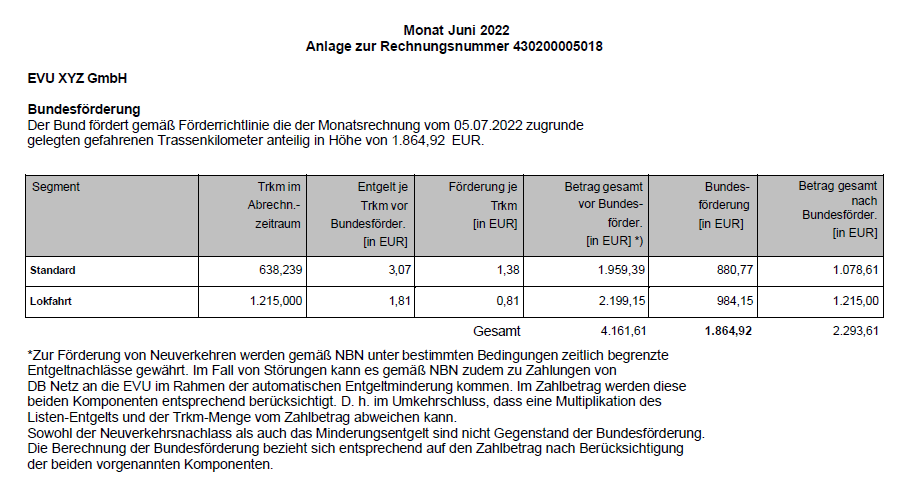 Monat Juni 2022
Anlage zur Rechnungsnummer 430200005018
EVU XYZ GmbH
Bundesförderung
Der Bund fördert gemäß Förderrichtlinie die der Monatsrechnung vom 05.07.2022 zugrunde
gelegten gefahrenen Trassenkilometer anteilig in Höhe von 1.864,92 EUR.
Segment Trkm im Abrechn.-zeitraum Entgelt je Trkm vor Bundesförder. [in EUR] Förderung je Trkm [in EUR] Betrag gesamt vor Bundes-förder. [in EUR] *) Bundes-förderung [in EUR] Betrag gesamt nach Bundesförder. [in EUR]
Standard 638,239 3,07 1,38 1.959,39 880,77 1.078,61
Lokfahrt 1.215,000 1,81 0,81 2.199,15 984,15 1.215,00
Gesamt 4.161,61 1.864,92 2.293,61
*Zur Förderung von Neuverkehren werden gemäß NBN unter bestimmten Bedingungen zeitlich begrenzte
Entgeltnachlässe gewährt. Im Fall von Störungen kann es gemäß NBN zudem zu Zahlungen von
DB Netz an die EVU im Rahmen der automatischen Entgeltminderung kommen. Im Zahlbetrag werden diese
beiden Komponenten entsprechend berücksichtigt. D. h. im Umkehrschluss, dass eine Multiplikation des
Listen-Entgelts und der Trkm-Menge vom Zahlbetrag abweichen kann.
Sowohl der Neuverkehrsnachlass als auch das Minderungsentgelt sind nicht Gegenstand der Bundesförderung.
Die Berechnung der Bundesförderung bezieht sich entsprechend auf den Zahlbetrag nach Berücksichtigung
der beiden vorgenannten Komponenten.